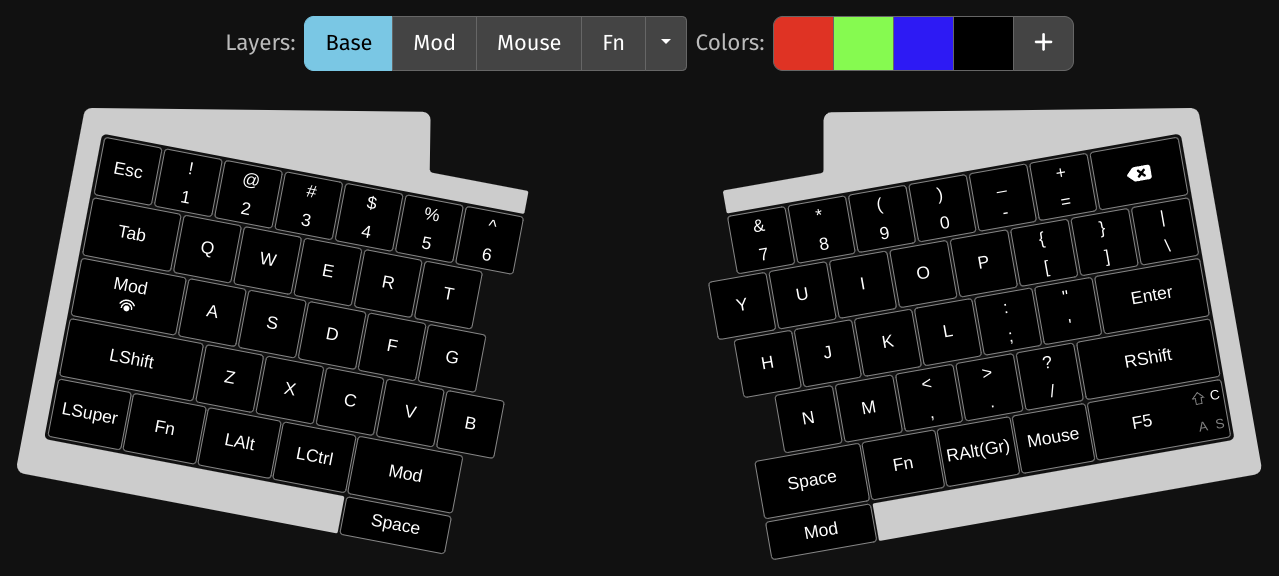 Layers: Base Mod Mouse Fn Colors: +
Esc ! 1 @ 2 # 3 $ 4 % 5 ^ 6
Tab Q W E R T
Mod A S D F G
LShift Z X C V B
LSuper Fn LAlt LCtrl Mod
Space
& 7 * 8 ( 9 ) 0 _ - + =
Y U I O P { [ } ] | \
H J K L : ; " ' Enter
N M < , > . ? / RShift
Space Fn RAlt(Gr) Mouse F5 C A S
Mod